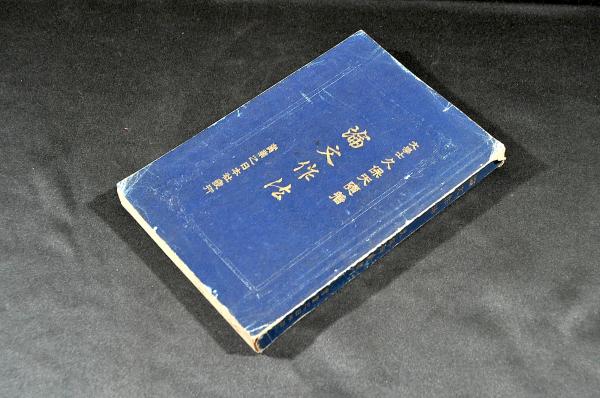 文學士 久保天隨著
論文作法
實業之日本社發行